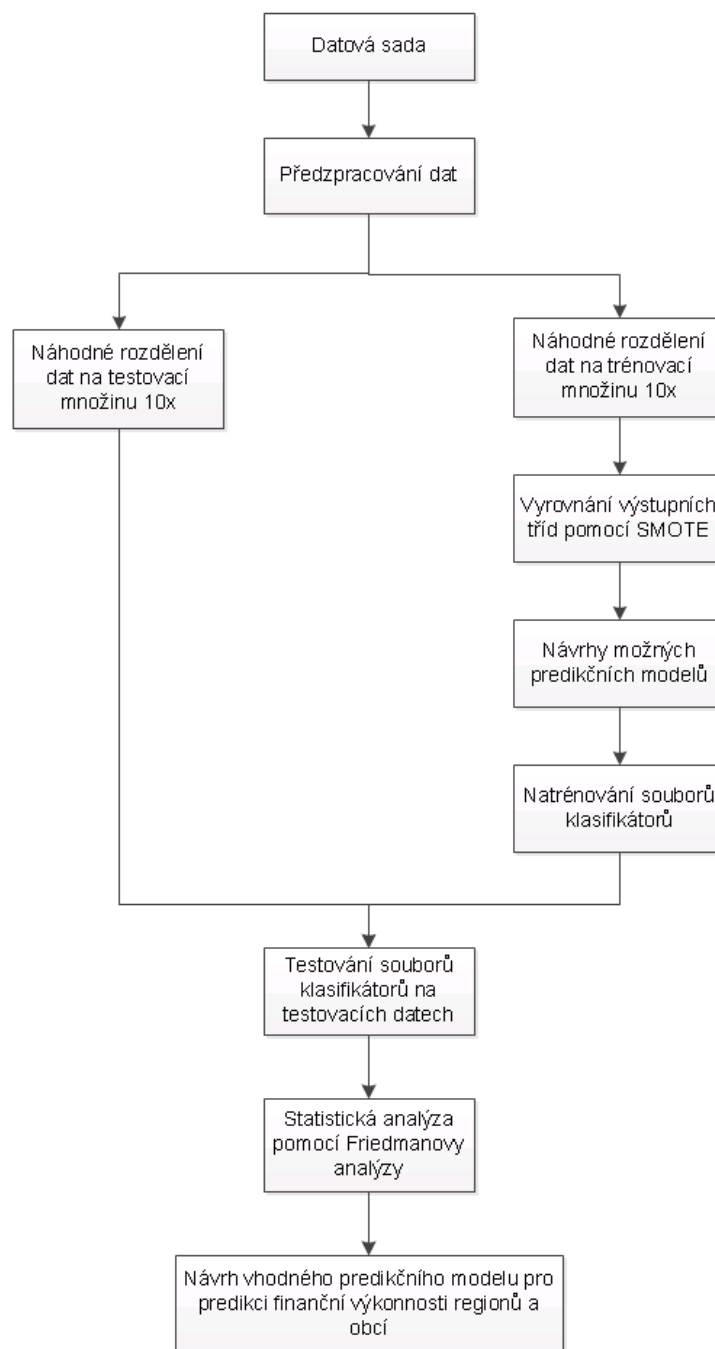 Datová sada
Předzpracování dat
Náhodné rozdělení
dat na testovací
množinu 10x
Náhodné rozdělení
dat na trénovací
množinu 10x
Vyrovnání výstupních
tříd pomocí SMOTE
Návrhy možných
predikčních modelů
Natrénování souborů
klasifikátorů
Testování souborů
klasifikátorů na
testovacích datech
Statistická analýza
pomocí Friedmanovy
analýzy
Návrh vhodného predikčního modelu pro
predikci finanční výkonnosti regionů a
obcí